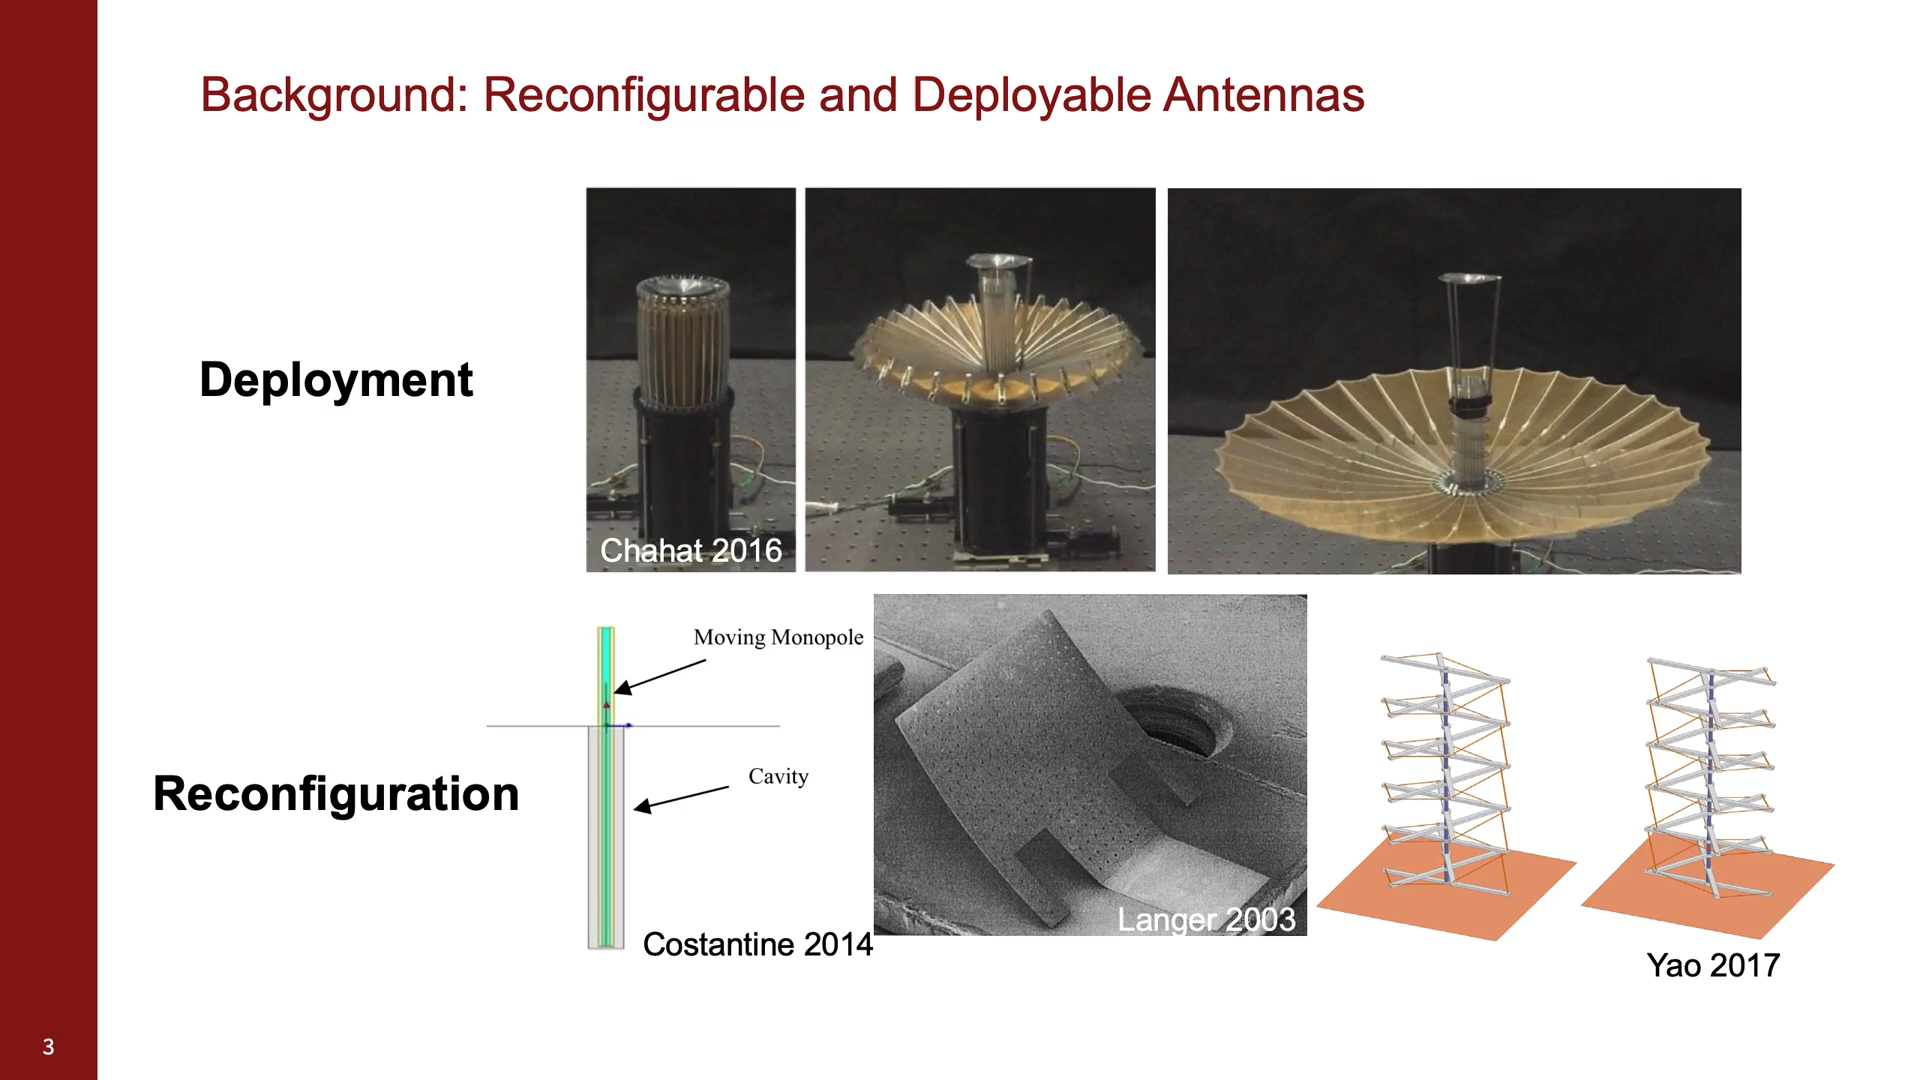 Background: Reconfigurable and Deployable Antennas
Deployment
Chahat 2016
Reconfiguration
Moving Monopole
Cavity
Costantine 2014
Langer 2003
Yao 2017
3